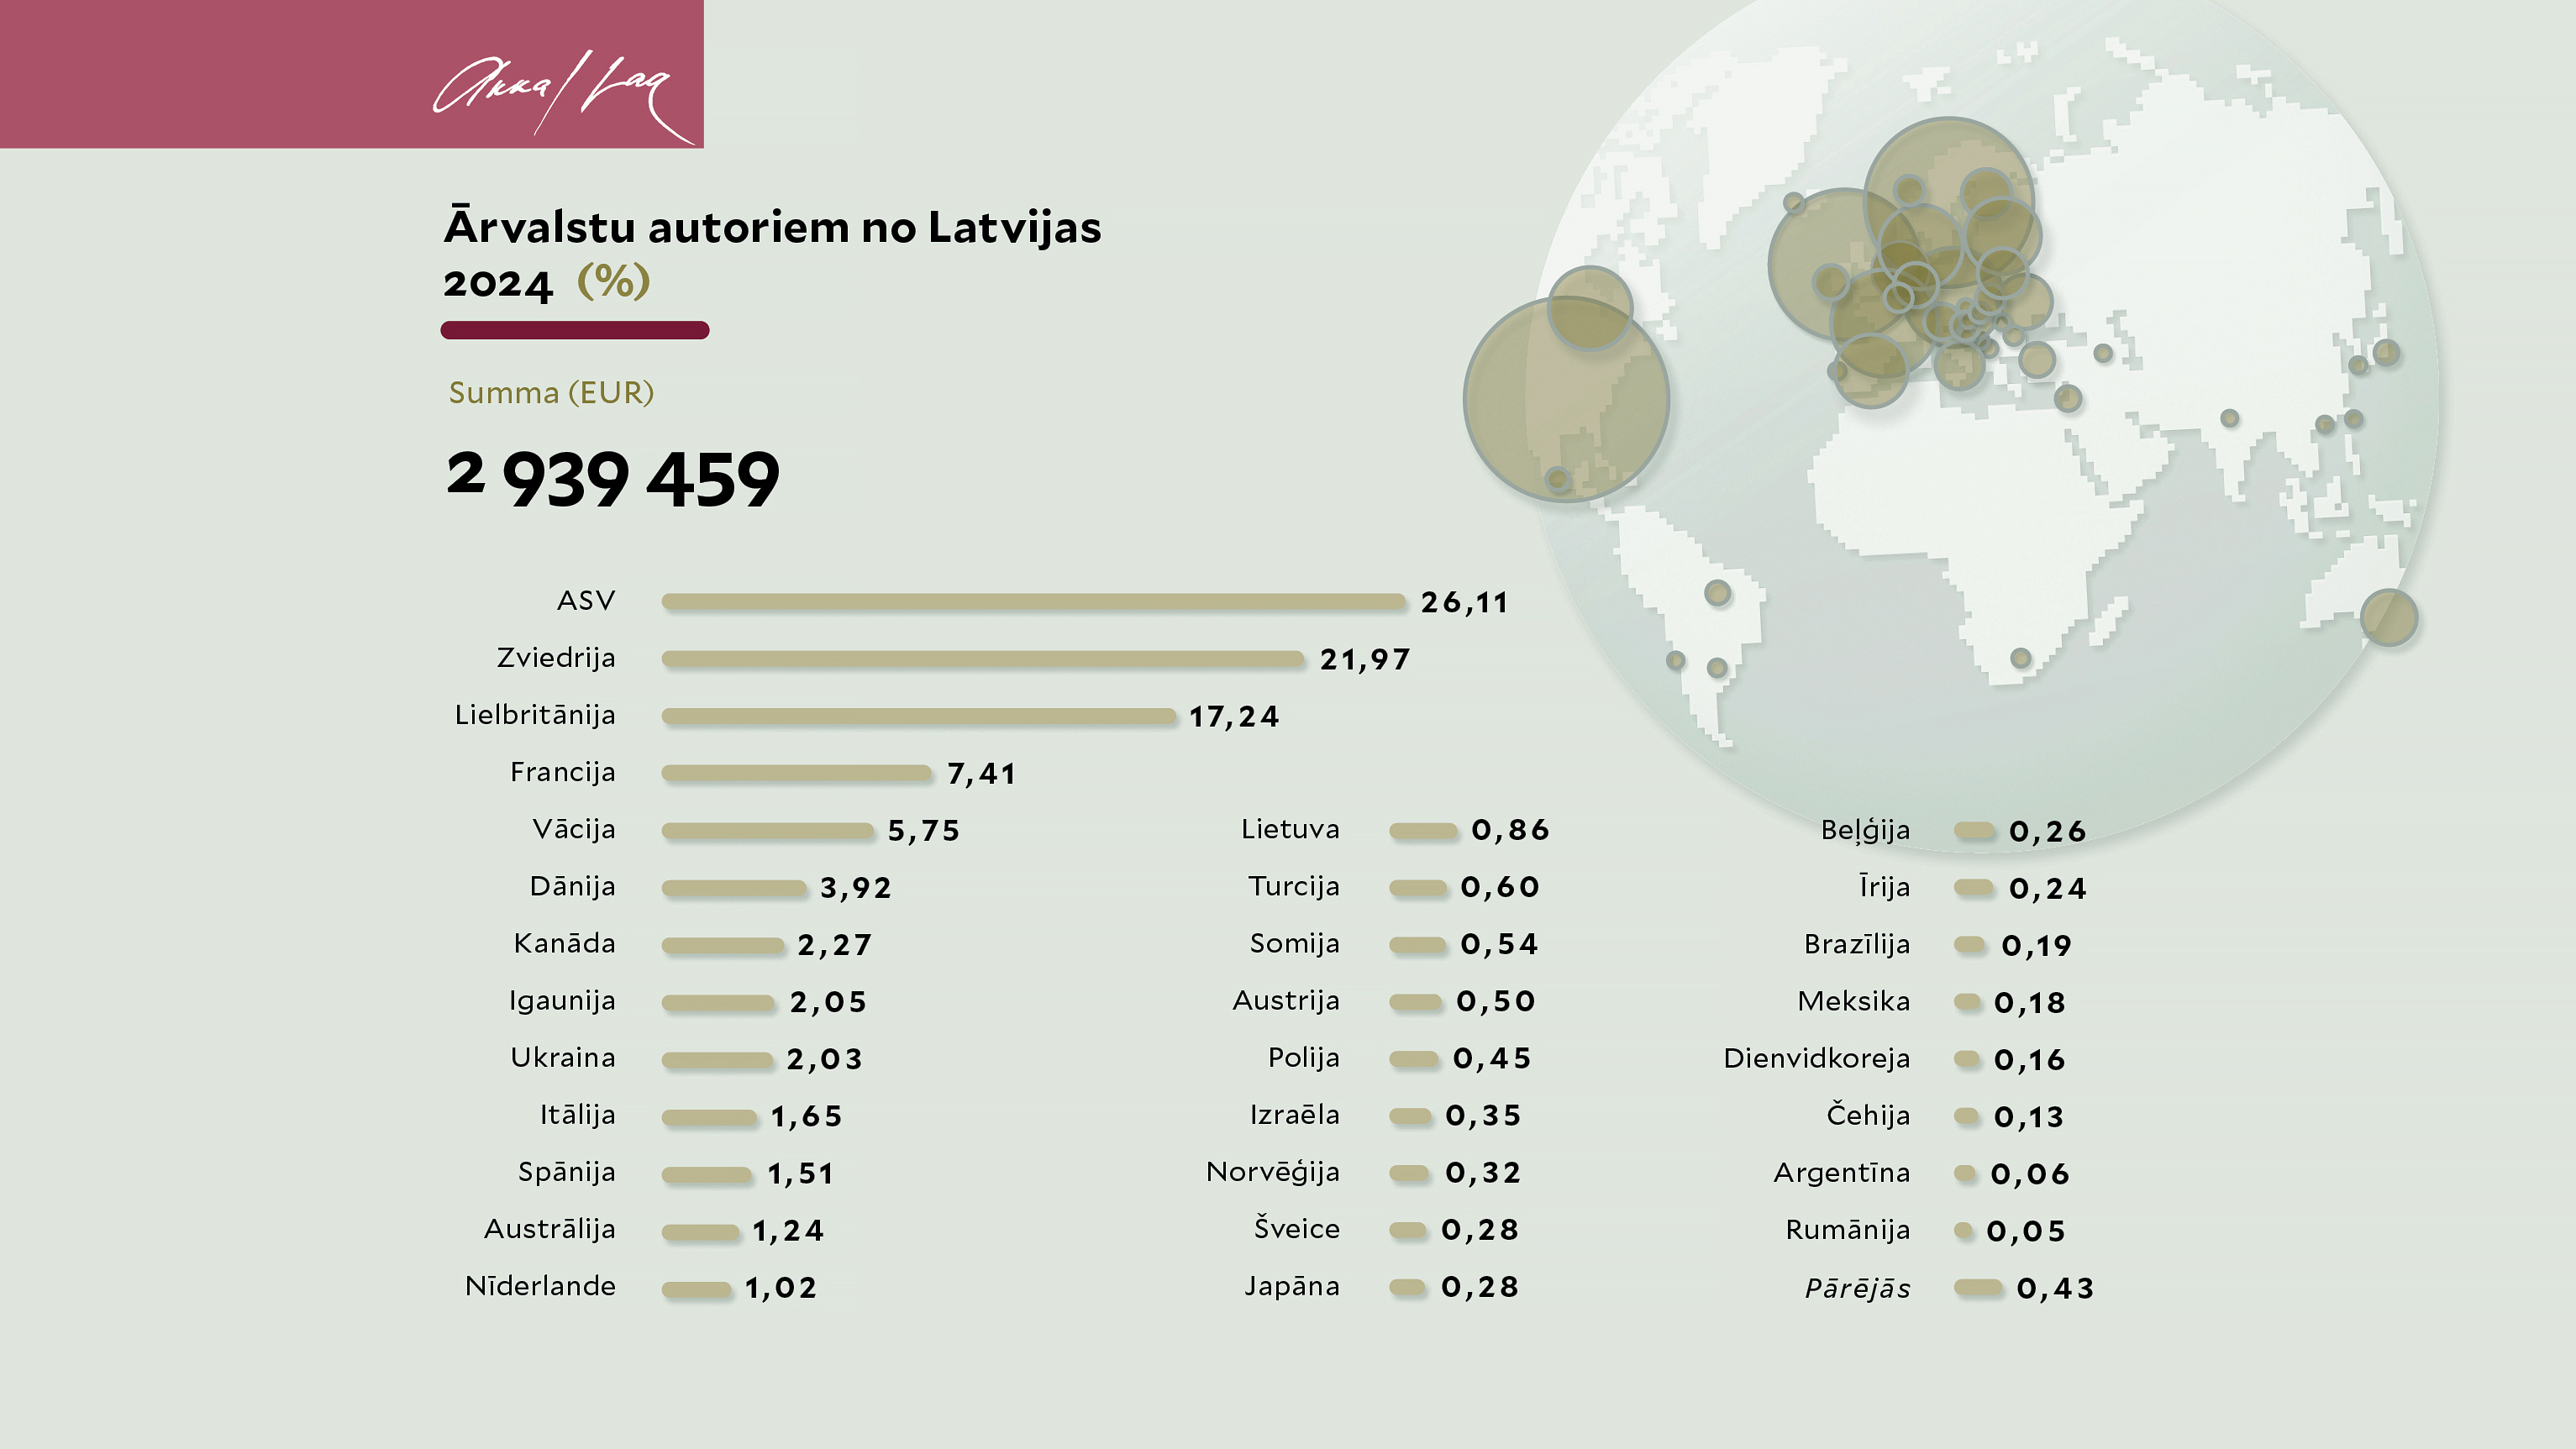 Akka/Laa
Ārvalstu autoriem no Latvijas
2024 (%)
Summa (EUR)
2 939 459
ASV 26,11
Zviedrija 21,97
Lielbritānija 17,24
Francija 7,41
Vācija 5,75
Dānija 3,92
Kanāda 2,27
Igaunija 2,05
Ukraina 2,03
Itālija 1,65
Spānija 1,51
Austrālija 1,24
Nīderlande 1,02
Lietuva 0,86
Turcija 0,60
Somija 0,54
Austrija 0,50
Polija 0,45
Izraēla 0,35
Norvēģija 0,32
Šveice 0,28
Japāna 0,28
Beļģija 0,26
Īrija 0,24
Brazīlija 0,19
Meksika 0,18
Dienvidkoreja 0,16
Čehija 0,13
Argentīna 0,06
Rumānija 0,05
Pārējās 0,43